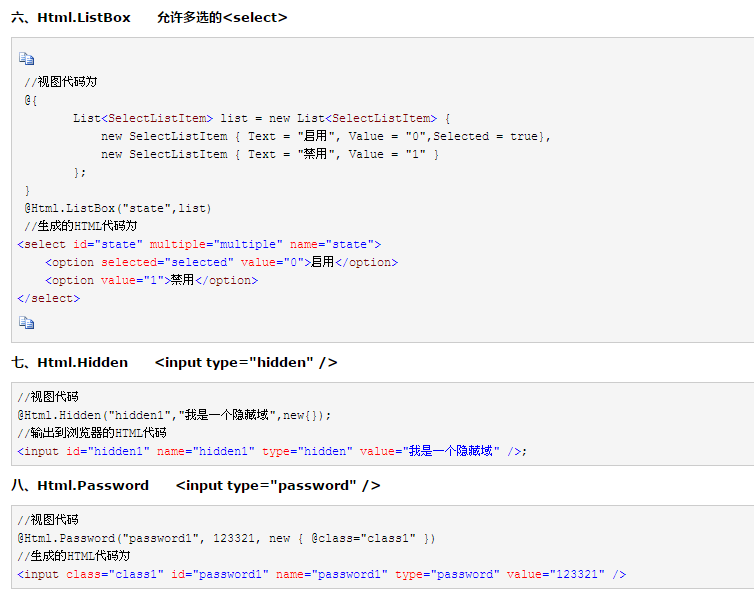 六、Html.ListBox 允许多选的<select>
//视图代码为
@{
List<SelectListItem> list = new List<SelectListItem> {
new SelectListItem { Text = "启用", Value = "0",Selected = true},
new SelectListItem { Text = "禁用", Value = "1" }
};
}
@Html.ListBox("state",list)
//生成的HTML代码为
<select id="state" multiple="multiple" name="state">
<option selected="selected" value="0">启用</option>
<option value="1">禁用</option>
</select>
七、Html.Hidden <input type="hidden" />
//视图代码
@Html.Hidden("hidden1","我是一个隐藏域",new{});
//输出到浏览器的HTML代码
<input id="hidden1" name="hidden1" type="hidden" value="我是一个隐藏域" />;
八、Html.Password <input type="password" />
//视图代码
@Html.Password("password1", 123321, new { @class="class1" })
//生成的HTML代码为
<input class="class1" id="password1" name="password1" type="password" value="123321" />